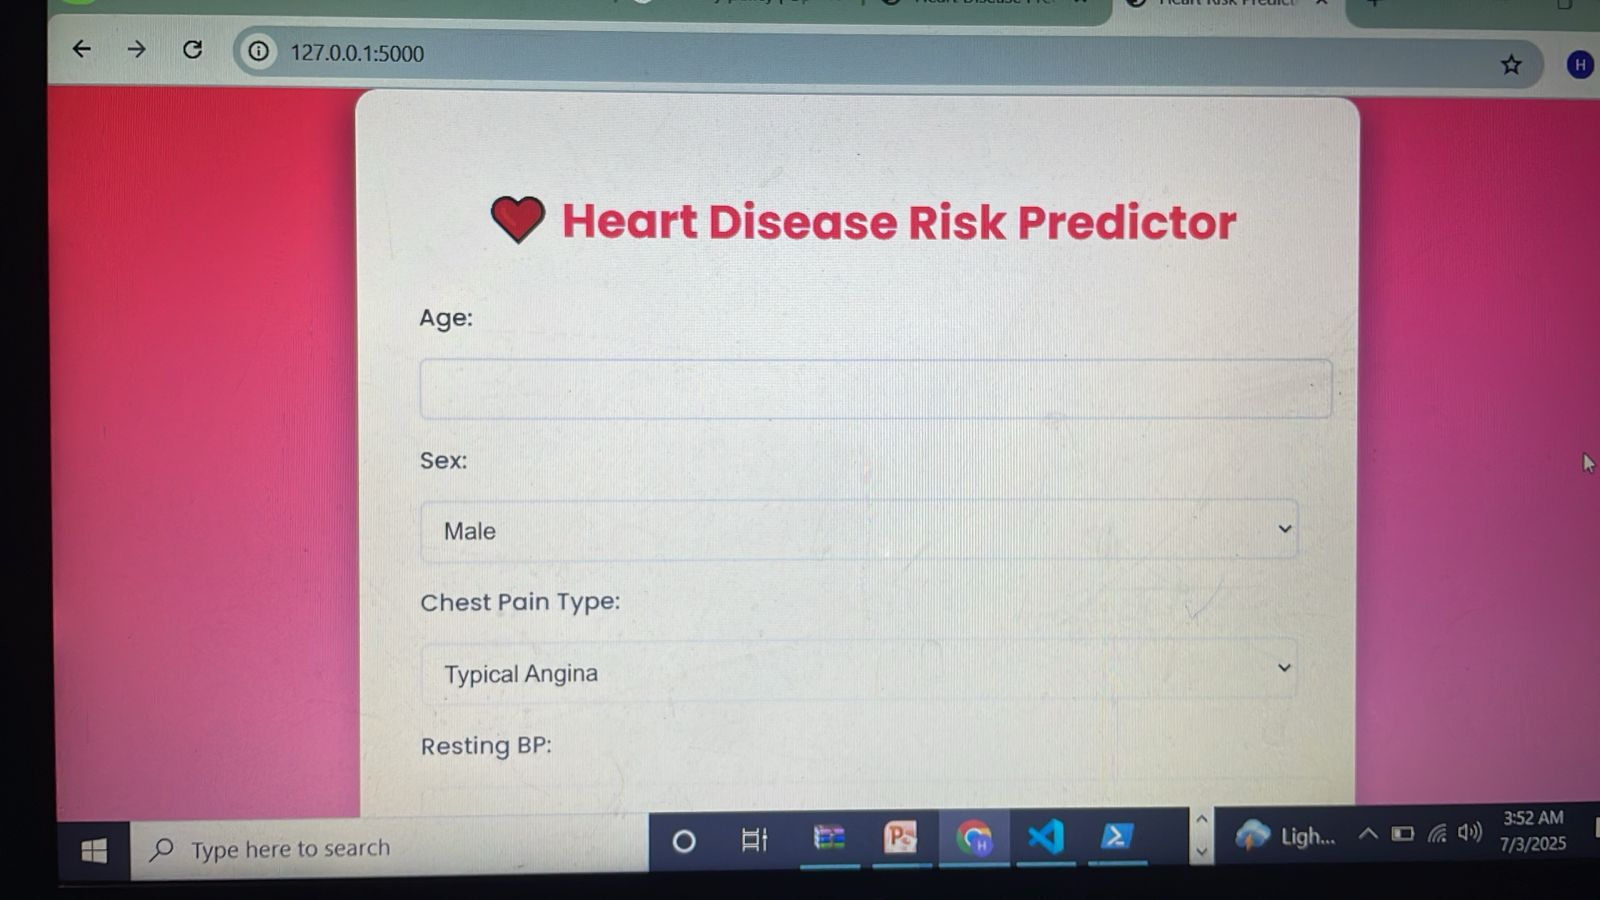 127.0.0.1:5000
H
Heart Disease Risk Predictor
Age:
Sex:
Male
Chest Pain Type:
Typical Angina
Resting BP:
Type here to search
H
Ligh...
3:52 AM
7/3/2025